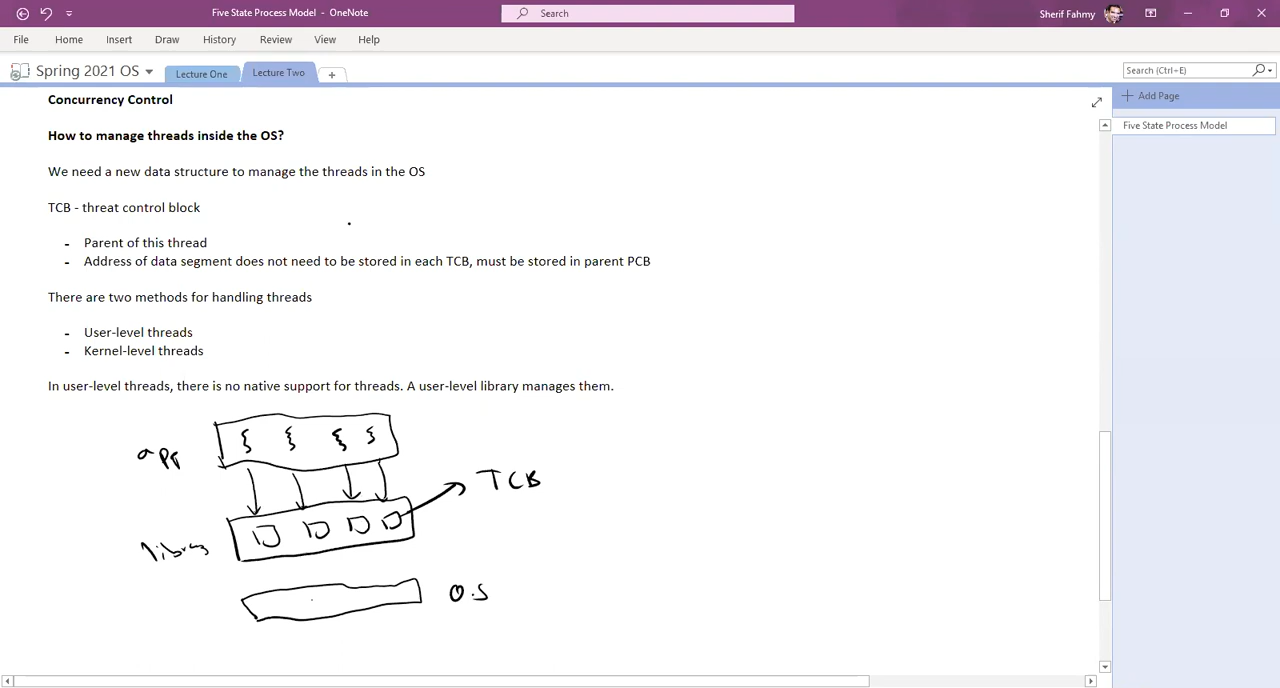 Five State Process Model - OneNote
Search
Sherif Fahmy
File Home Insert Draw History Review View Help
Spring 2021 OS
Lecture One
Lecture Two
Search (Ctrl+E)
Add Page
Five State Process Model
Concurrency Control
How to manage threads inside the OS?
We need a new data structure to manage the threads in the OS
TCB - threat control block
- Parent of this thread
- Address of data segment does not need to be stored in each TCB, must be stored in parent PCB
There are two methods for handling threads
- User-level threads
- Kernel-level threads
In user-level threads, there is no native support for threads. A user-level library manages them.
app
TCB
library
O.S